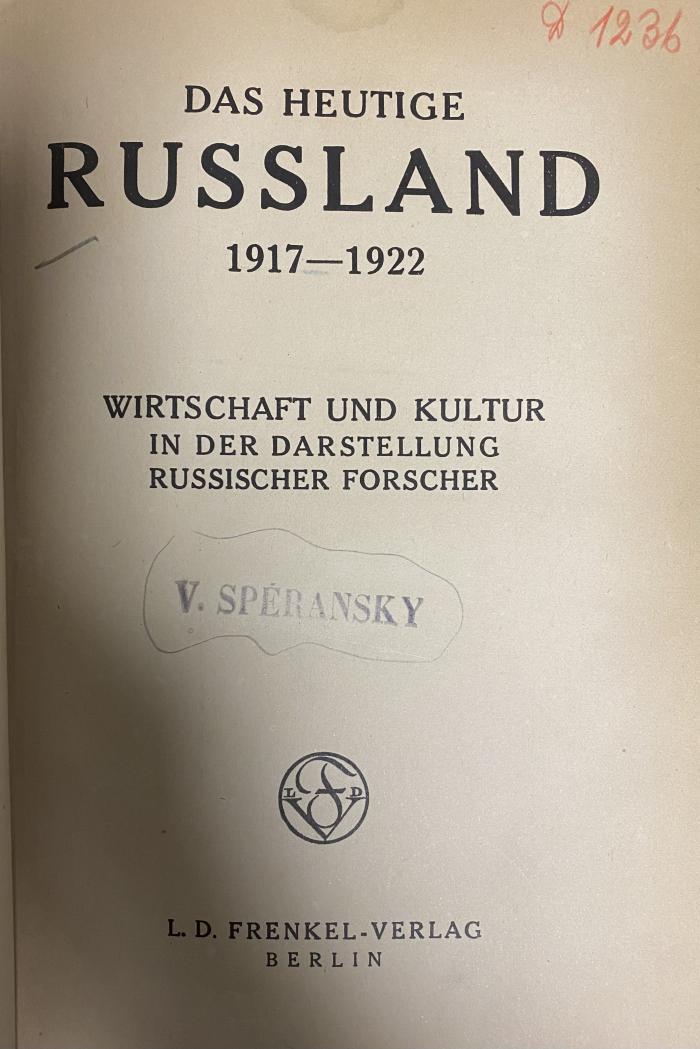 D 1236
DAS HEUTIGE
RUSSLAND
1917—1922
WIRTSCHAFT UND KULTUR
IN DER DARSTELLUNG
RUSSISCHER FORSCHER
V. SPÉRANSKY
L F D
V
L. D. FRENKEL-VERLAG
BERLIN